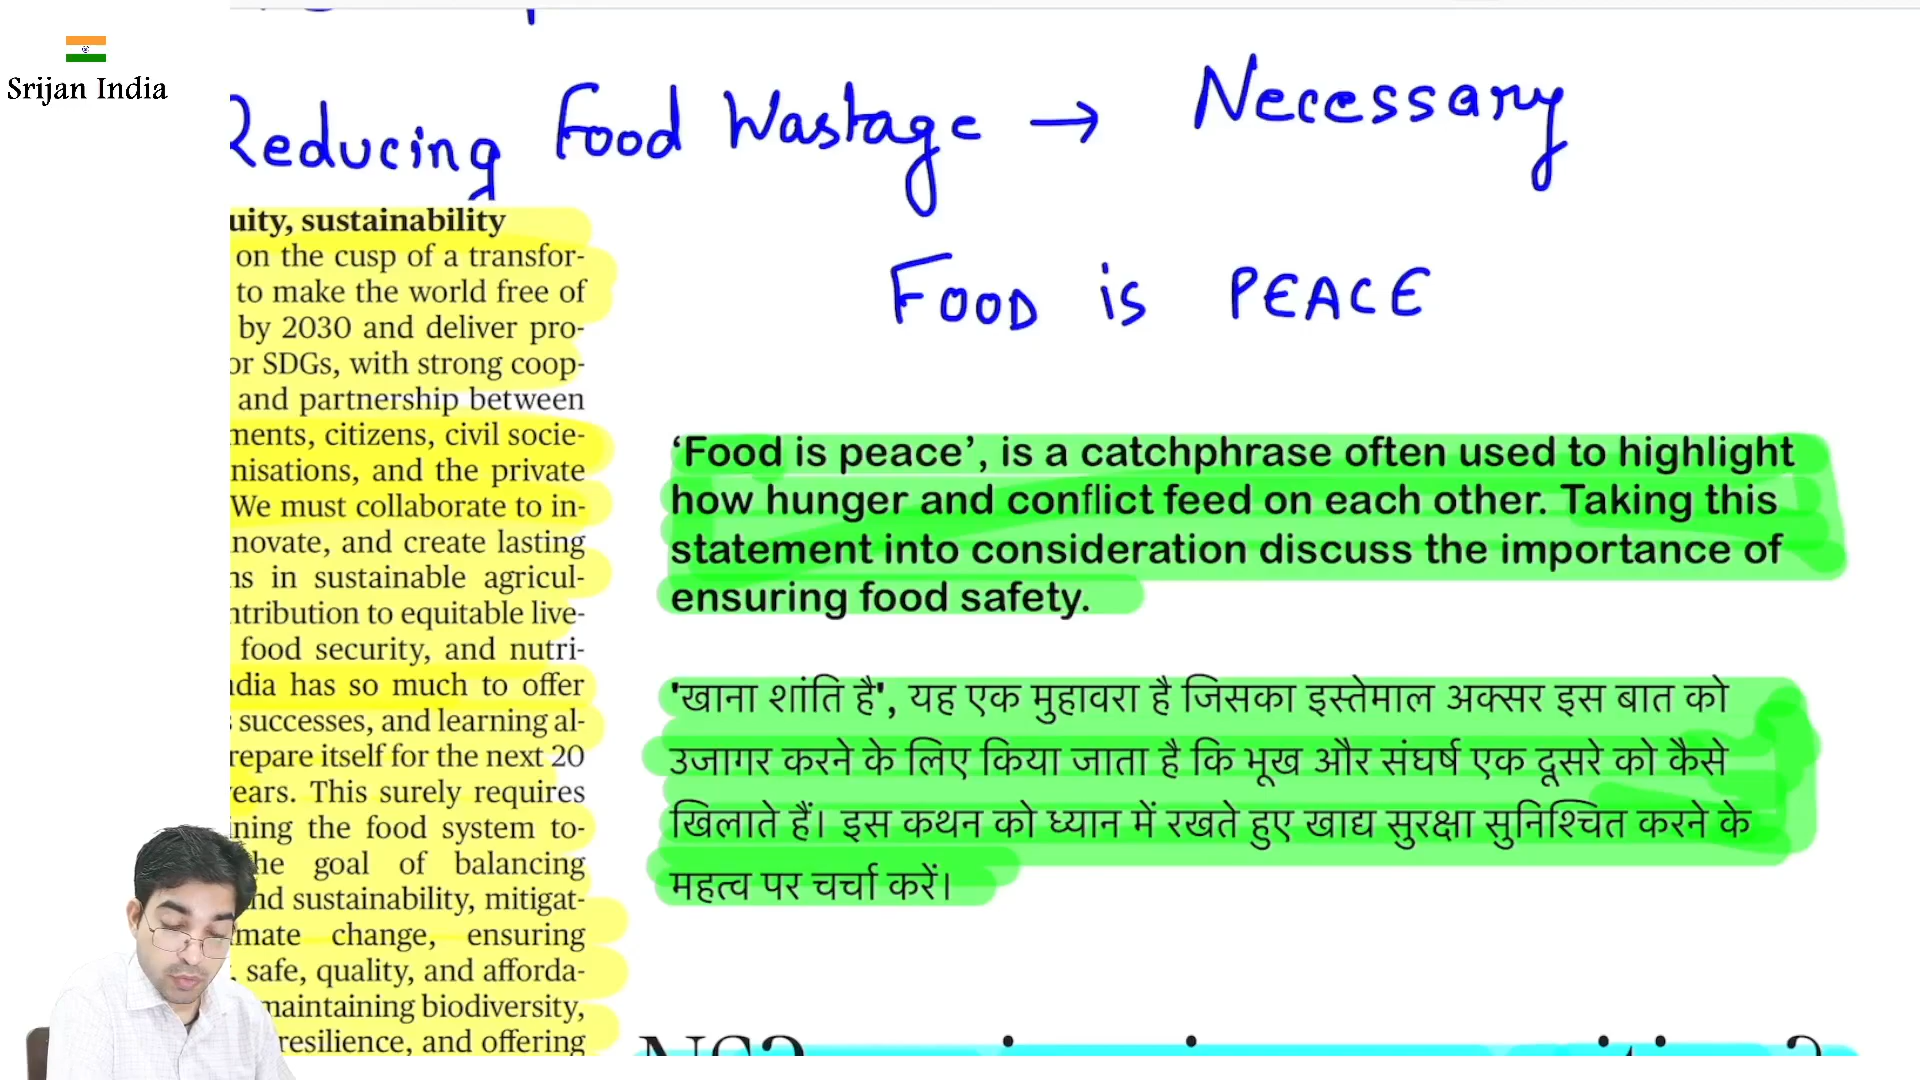 Srijan India
Reducing Food Wastage → Necessary
FOOD is PEACE
uity, sustainability
on the cusp of a transfor-
to make the world free of
by 2030 and deliver pro-
or SDGs, with strong coop-
and partnership between
ments, citizens, civil socie-
nisations, and the private
We must collaborate to in-
novate, and create lasting
ns in sustainable agricul-
ntribution to equitable live-
food security, and nutri-
ndia has so much to offer
successes, and learning al-
repare itself for the next 20
years. This surely requires
ning the food system to-
he goal of balancing
nd sustainability, mitigat-
mate change, ensuring
, safe, quality, and afforda-
maintaining biodiversity,
resilience, and offering
‘Food is peace’, is a catchphrase often used to highlight
how hunger and conflict feed on each other. Taking this
statement into consideration discuss the importance of
ensuring food safety.
'खाना शांति है', यह एक मुहावरा है जिसका इस्तेमाल अक्सर इस बात को
उजागर करने के लिए किया जाता है कि भूख और संघर्ष एक दूसरे को कैसे
खिलाते हैं। इस कथन को ध्यान में रखते हुए खाद्य सुरक्षा सुनिश्चित करने के
महत्व पर चर्चा करें।